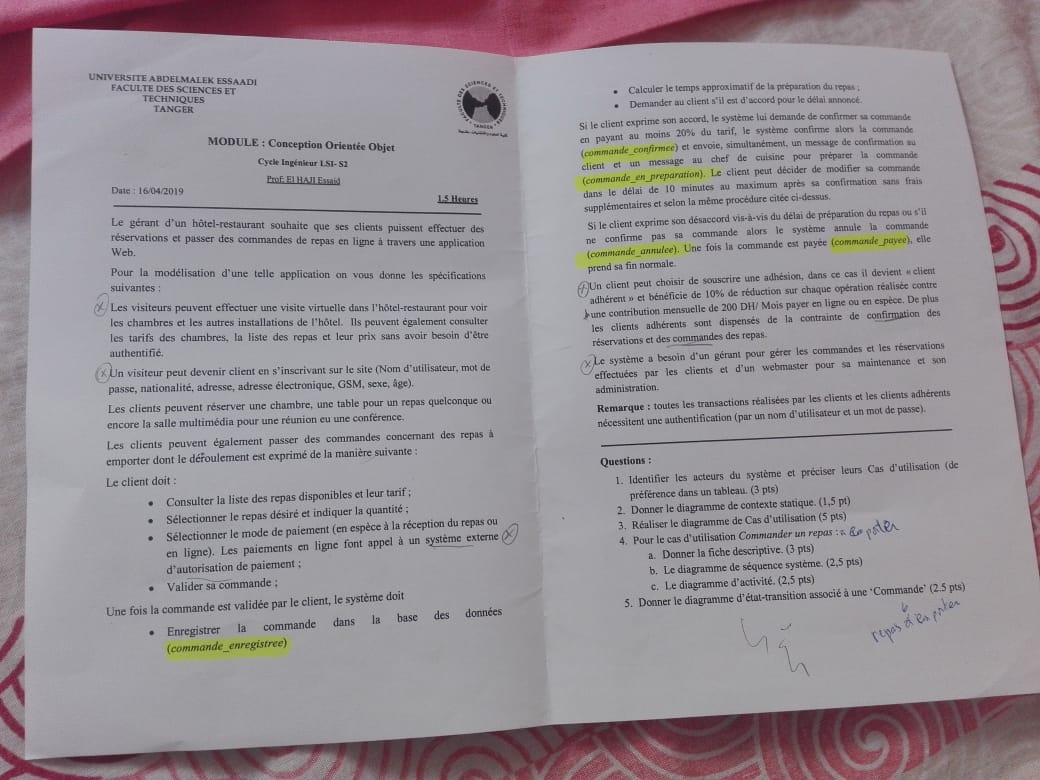 UNIVERSITE ABDELMALEK ESSAADI
FACULTE DES SCIENCES ET
TECHNIQUES
TANGER
FACULTE DES SCIENCES ET TECHNIQUES
TANGER
MODULE : Conception Orientée Objet
Cycle Ingénieur LSI- S2
Prof: El HAJI Essaid
Date : 16/04/2019
1.5 Heures
Le gérant d'un hôtel-restaurant souhaite que ses clients puissent effectuer des
réservations et passer des commandes de repas en ligne à travers une application
Web.
Pour la modélisation d'une telle application on vous donne les spécifications
suivantes :
Les visiteurs peuvent effectuer une visite virtuelle dans l'hôtel-restaurant pour voir
les chambres et les autres installations de l'hôtel. Ils peuvent également consulter
les tarifs des chambres, la liste des repas et leur prix sans avoir besoin d'être
authentifié.
Un visiteur peut devenir client en s'inscrivant sur le site (Nom d'utilisateur, mot de
passe, nationalité, adresse, adresse électronique, GSM, sexe, âge).
Les clients peuvent réserver une chambre, une table pour un repas quelconque ou
encore la salle multimédia pour une réunion eu une conférence.
Les clients peuvent également passer des commandes concernant des repas à
emporter dont le déroulement est exprimé de la manière suivante :
Le client doit :
• Consulter la liste des repas disponibles et leur tarif ;
• Sélectionner le repas désiré et indiquer la quantité ;
• Sélectionner le mode de paiement (en espèce à la réception du repas ou
en ligne). Les paiements en ligne font appel à un système externe
d'autorisation de paiement ;
• Valider sa commande ;
Une fois la commande est validée par le client, le système doit
• Enregistrer la commande dans la base des données
(commande_enregistree)
• Calculer le temps approximatif de la préparation du repas ;
• Demander au client s'il est d'accord pour le délai annoncé.
Si le client exprime son accord, le système lui demande de confirmer sa commande
en payant au moins 20% du tarif, le système confirme alors la commande
(commande_confirmee) et envoie, simultanément, un message de confirmation au
client et un message au chef de cuisine pour préparer la commande
(commande_en_preparation). Le client peut décider de modifier sa commande
dans le délai de 10 minutes au maximum après sa confirmation sans frais
supplémentaires et selon la même procédure citée ci-dessus.
Si le client exprime son désaccord vis-à-vis du délai de préparation du repas ou s'il
ne confirme pas sa commande alors le système annule la commande
(commande_annulee). Une fois la commande est payée (commande_payee), elle
prend sa fin normale.
Un client peut choisir de souscrire une adhésion, dans ce cas il devient « client
adhérent » et bénéficie de 10% de réduction sur chaque opération réalisée contre
une contribution mensuelle de 200 DH/ Mois payer en ligne ou en espèce. De plus
les clients adhérents sont dispensés de la contrainte de confirmation des
réservations et des commandes des repas.
Le système a besoin d'un gérant pour gérer les commandes et les réservations
effectuées par les clients et d'un webmaster pour sa maintenance et son
administration.
Remarque : toutes les transactions réalisées par les clients et les clients adhérents
nécessitent une authentification (par un nom d'utilisateur et un mot de passe).
Questions :
1. Identifier les acteurs du système et préciser leurs Cas d'utilisation (de
préférence dans un tableau. (3 pts)
2. Donner le diagramme de contexte statique. (1,5 pt)
3. Réaliser le diagramme de Cas d'utilisation (5 pts)
4. Pour le cas d'utilisation Commander un repas :
a. Donner la fiche descriptive. (3 pts)
b. Le diagramme de séquence système. (2,5 pts)
c. Le diagramme d'activité. (2,5 pts)
5. Donner le diagramme d'état-transition associé à une 'Commande' (2.5 pts)
repas